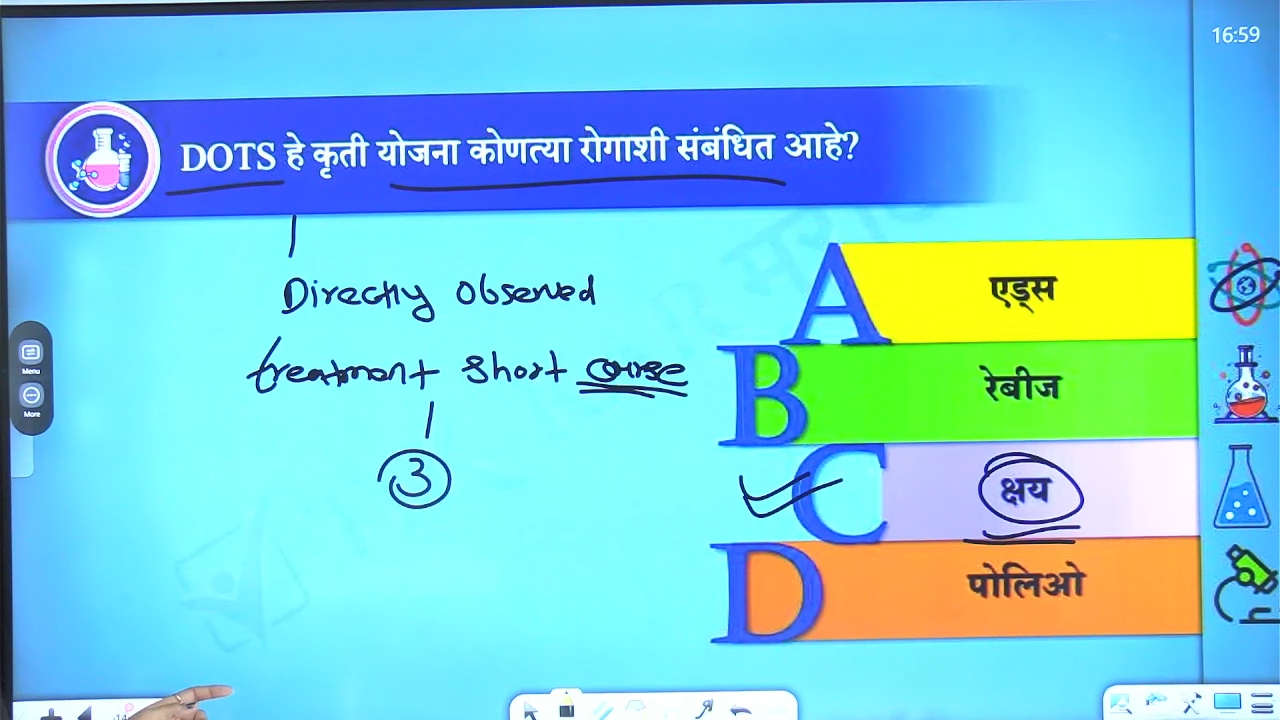 16:59
DOTS हे कृती योजना कोणत्या रोगाशी संबंधित आहे?
Directly observed
treatment short course
3
A एड्स
B रेबीज
C क्षय
D पोलिओ
Menu
More